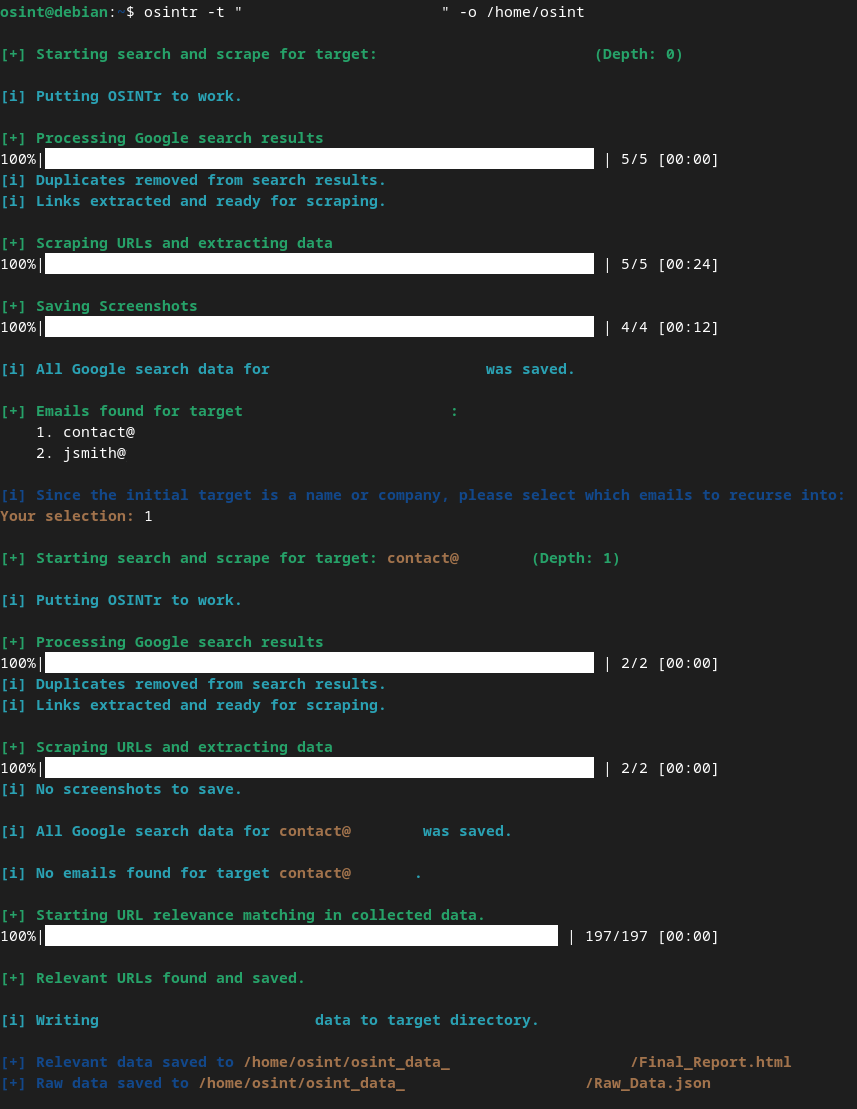 osint@debian:~$ osintr -t " " -o /home/osint
[+] Starting search and scrape for target: (Depth: 0)
[i] Putting OSINTr to work.
[+] Processing Google search results
100%| | 5/5 [00:00]
[i] Duplicates removed from search results.
[i] Links extracted and ready for scraping.
[+] Scraping URLs and extracting data
100%| | 5/5 [00:24]
[+] Saving Screenshots
100%| | 4/4 [00:12]
[i] All Google search data for was saved.
[+] Emails found for target :
1. contact@
2. jsmith@
[i] Since the initial target is a name or company, please select which emails to recurse into:
Your selection: 1
[+] Starting search and scrape for target: contact@ (Depth: 1)
[i] Putting OSINTr to work.
[+] Processing Google search results
100%| | 2/2 [00:00]
[i] Duplicates removed from search results.
[i] Links extracted and ready for scraping.
[+] Scraping URLs and extracting data
100%| | 2/2 [00:00]
[i] No screenshots to save.
[i] All Google search data for contact@ was saved.
[i] No emails found for target contact@ .
[+] Starting URL relevance matching in collected data.
100%| | 197/197 [00:00]
[+] Relevant URLs found and saved.
[i] Writing data to target directory.
[+] Relevant data saved to /home/osint/osint_data_ /Final_Report.html
[+] Raw data saved to /home/osint/osint_data_ /Raw_Data.json